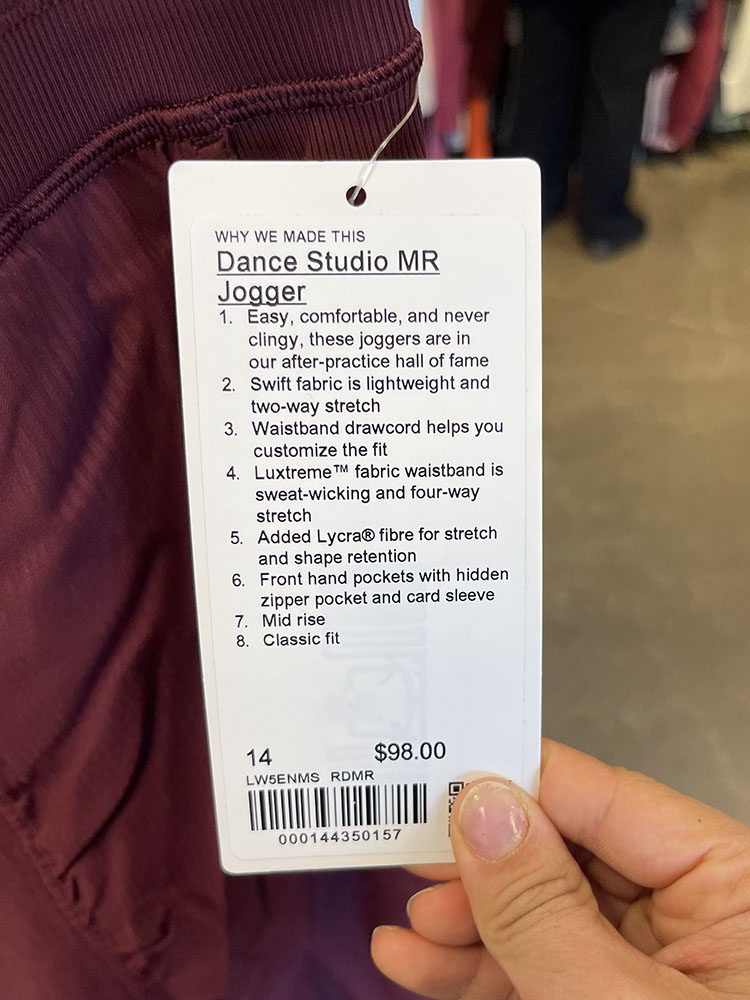 WHY WE MADE THIS
Dance Studio MR
Jogger
1. Easy, comfortable, and never
clingy, these joggers are in
our after-practice hall of fame
2. Swift fabric is lightweight and
two-way stretch
3. Waistband drawcord helps you
customize the fit
4. Luxtreme™ fabric waistband is
sweat-wicking and four-way
stretch
5. Added Lycra® fibre for stretch
and shape retention
6. Front hand pockets with hidden
zipper pocket and card sleeve
7. Mid rise
8. Classic fit
14 $98.00
LW5ENMS RDMR
000144350157